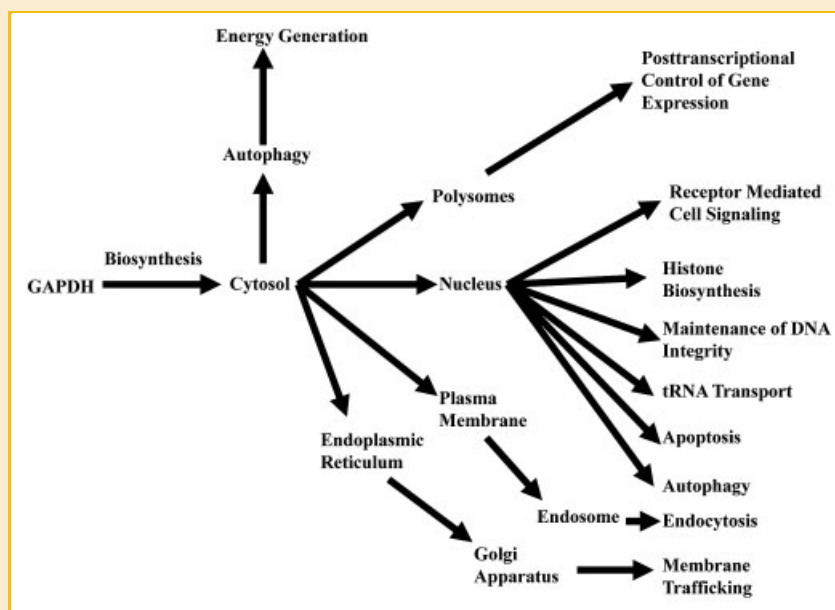 Energy Generation
Posttranscriptional
Control of Gene
Expression
Autophagy
Polysomes
Receptor Mediated
Cell Signaling
Biosynthesis
GAPDH
Cytosol
Nucleus
Histone
Biosynthesis
Maintenance of DNA
Integrity
tRNA Transport
Plasma
Membrane
Endoplasmic
Reticulum
Apoptosis
Autophagy
Endosome
Endocytosis
Golgi
Apparatus
Membrane
Trafficking